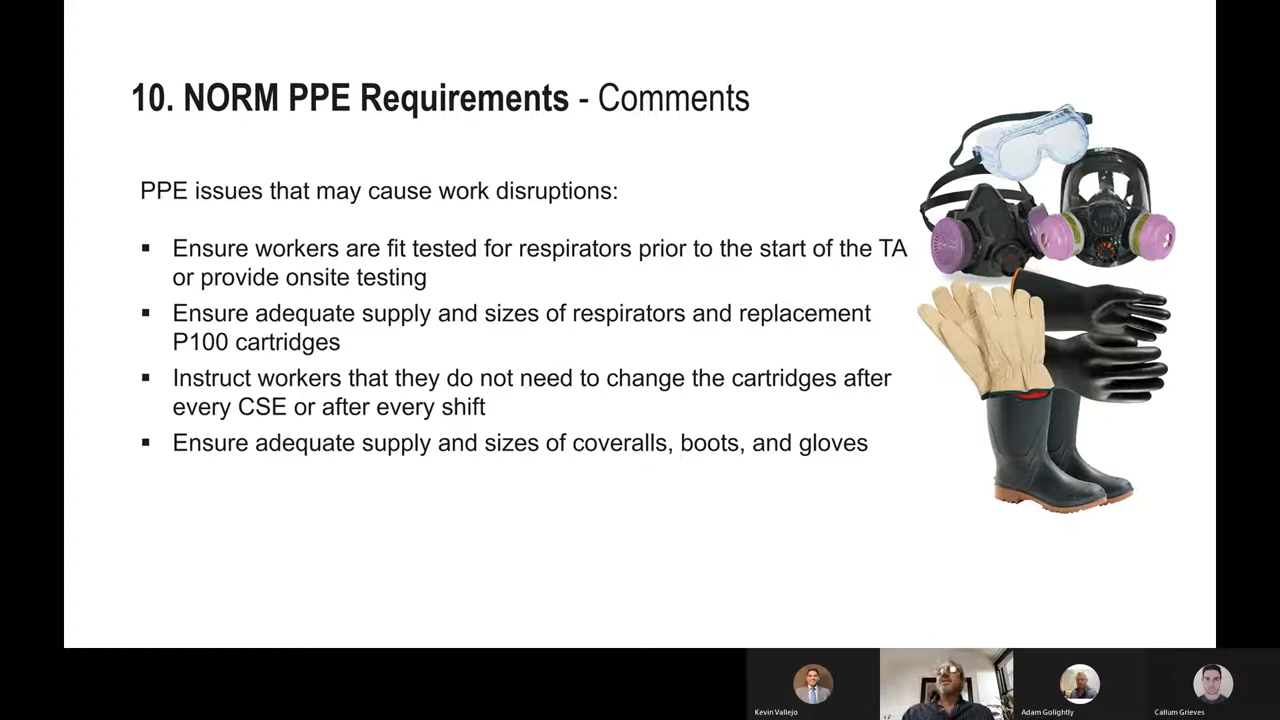 10. NORM PPE Requirements - Comments
PPE issues that may cause work disruptions:
▪ Ensure workers are fit tested for respirators prior to the start of the TA
or provide onsite testing
▪ Ensure adequate supply and sizes of respirators and replacement
P100 cartridges
▪ Instruct workers that they do not need to change the cartridges after
every CSE or after every shift
▪ Ensure adequate supply and sizes of coveralls, boots, and gloves
Kevin Vallejo
Adam Golightly
Callum Grieves